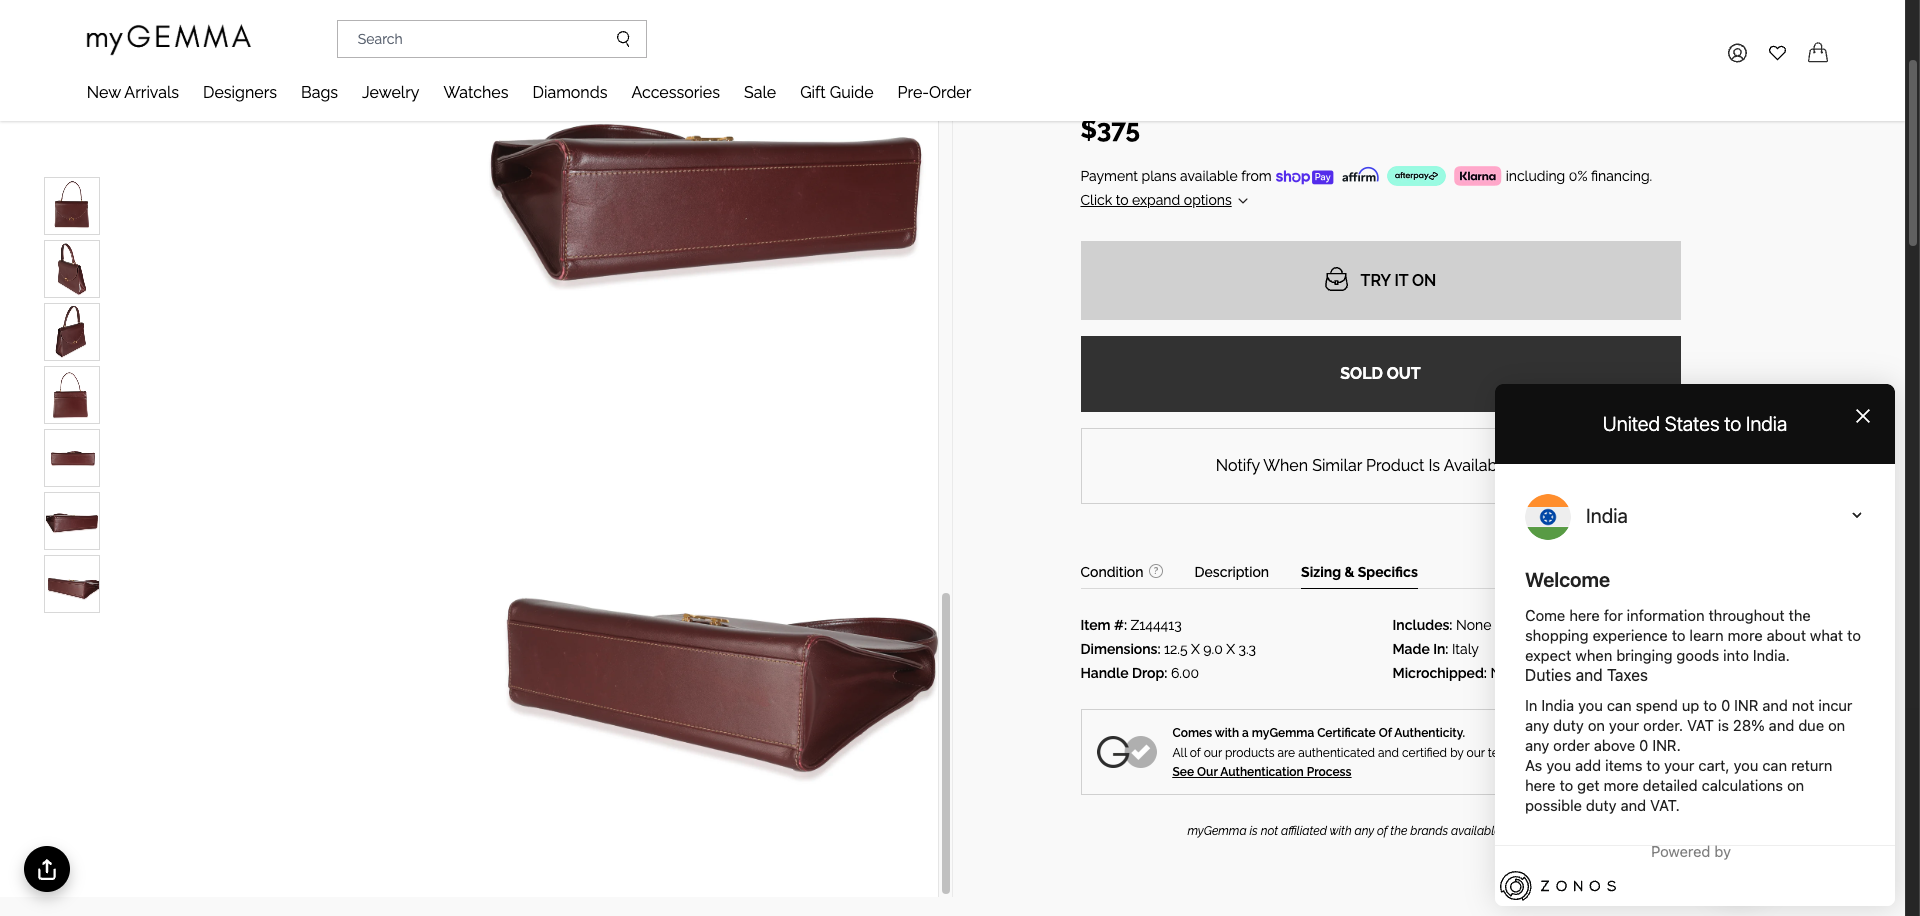 myGEMMA
Search
New Arrivals Designers Bags Jewelry Watches Diamonds Accessories Sale Gift Guide Pre-Order
$375
Payment plans available from shop Pay affirm afterpay Klarna including 0% financing.
Click to expand options
TRY IT ON
SOLD OUT
Notify When Similar Product Is Availab
Condition ? Description Sizing & Specifics
Item #: Z144413
Includes: None
Dimensions: 12.5 X 9.0 X 3.3
Made In: Italy
Handle Drop: 6.00
Microchipped: N
Comes with a myGemma Certificate Of Authenticity.
All of our products are authenticated and certified by our te
See Our Authentication Process
myGemma is not affiliated with any of the brands availabl
United States to India
India
Welcome
Come here for information throughout the
shopping experience to learn more about what to
expect when bringing goods into India.
Duties and Taxes
In India you can spend up to 0 INR and not incur
any duty on your order. VAT is 28% and due on
any order above 0 INR.
As you add items to your cart, you can return
here to get more detailed calculations on
possible duty and VAT.
Powered by
ZONOS